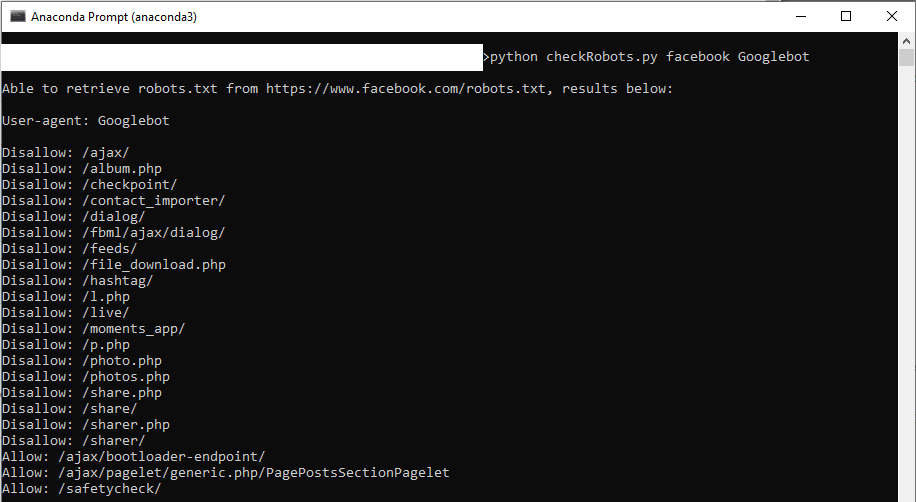 Anaconda Prompt (anaconda3)
>python checkRobots.py facebook Googlebot
Able to retrieve robots.txt from https://www.facebook.com/robots.txt, results below:
User-agent: Googlebot
Disallow: /ajax/
Disallow: /album.php
Disallow: /checkpoint/
Disallow: /contact_importer/
Disallow: /dialog/
Disallow: /fbml/ajax/dialog/
Disallow: /feeds/
Disallow: /file_download.php
Disallow: /hashtag/
Disallow: /l.php
Disallow: /live/
Disallow: /moments_app/
Disallow: /p.php
Disallow: /photo.php
Disallow: /photos.php
Disallow: /share.php
Disallow: /share/
Disallow: /sharer.php
Disallow: /sharer/
Allow: /ajax/bootloader-endpoint/
Allow: /ajax/pagelet/generic.php/PagePostsSectionPagelet
Allow: /safetycheck/